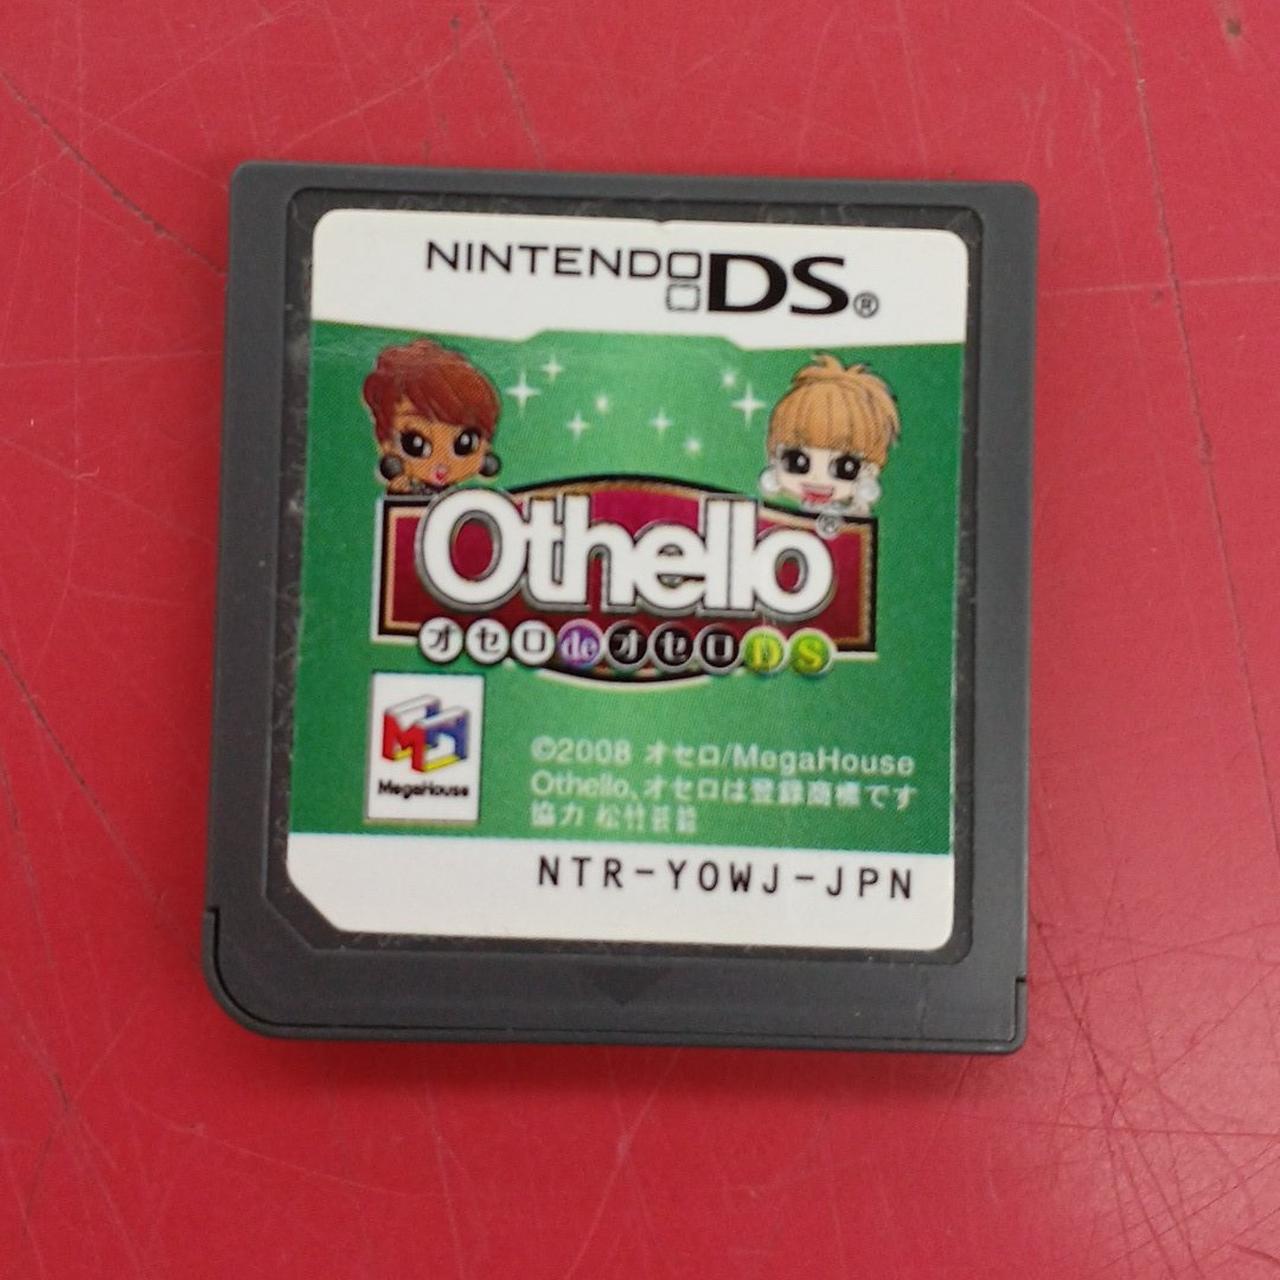 NINTENDO DS®
Othello®
オセロdeオセロDS
MH
MegaHouse
©2008 オセロ/MegaHouse
Othello、オセロは登録商標です
協力 松竹芸能
NTR-YOWJ-JPN